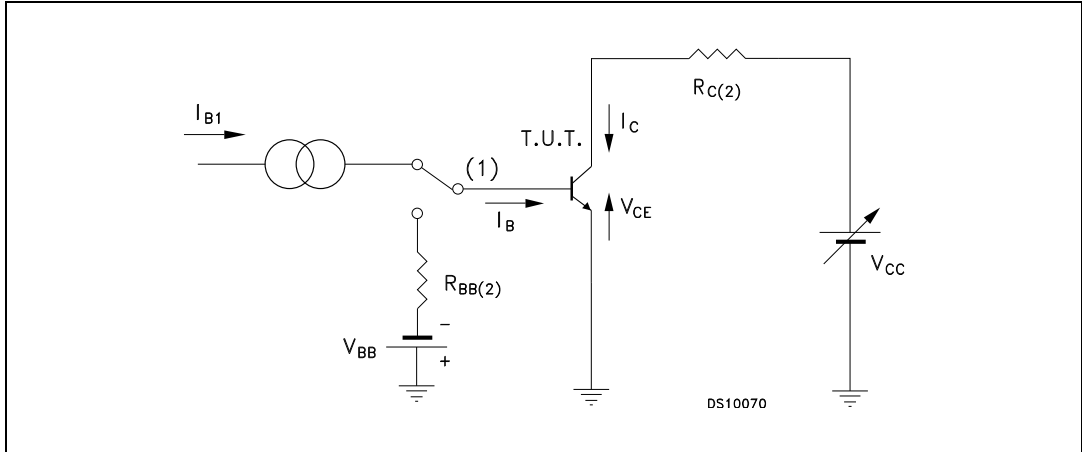 R_C(2)
I_B1
I_C
T.U.T.
(1)
I_B
V_CE
V_CC
R_BB(2)
V_BB
-
+
DS10070